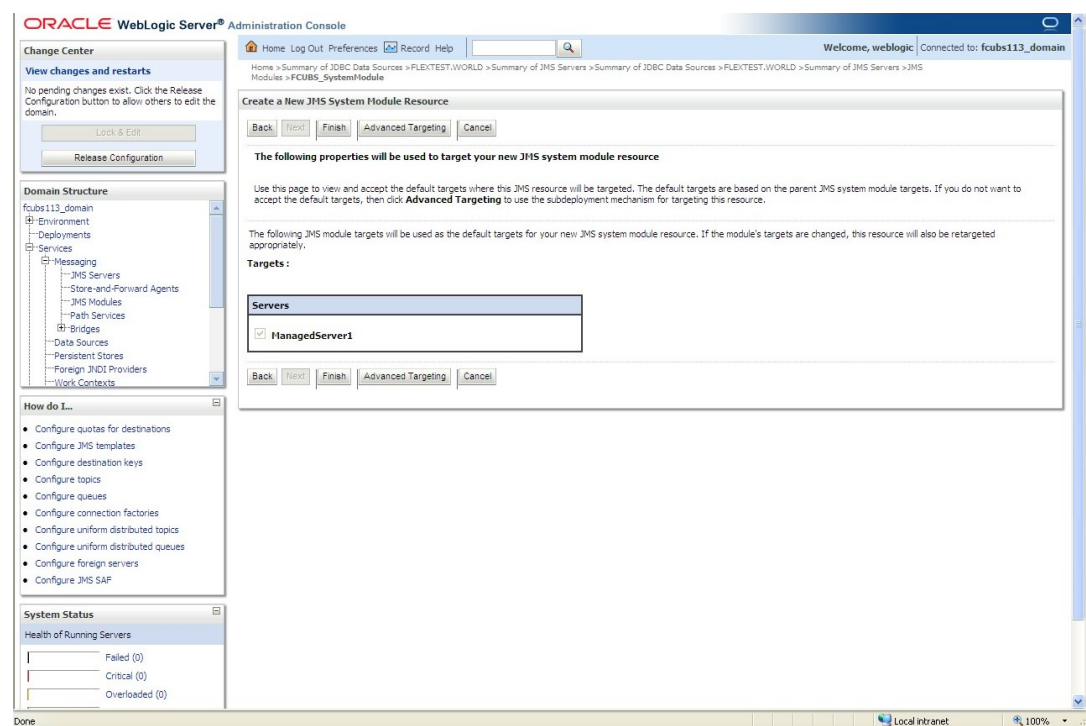 ORACLE WebLogic Server® Administration Console
Change Center
View changes and restarts
No pending changes exist. Click the Release
Configuration button to allow others to edit the
domain.
Lock & Edit
Release Configuration
Domain Structure
fcubs113_domain
Environment
Deployments
Services
Messaging
JMS Servers
Store-and-Forward Agents
JMS Modules
Path Services
Bridges
Data Sources
Persistent Stores
Foreign JNDI Providers
Work Contexts
How do I...
Configure quotas for destinations
Configure JMS templates
Configure destination keys
Configure topics
Configure queues
Configure connection factories
Configure uniform distributed topics
Configure uniform distributed queues
Configure foreign servers
Configure JMS SAF
System Status
Health of Running Servers
Failed (0)
Critical (0)
Overloaded (0)
Home Log Out Preferences Record Help
Welcome, weblogic Connected to: fcubs113_domain
Home >Summary of JDBC Data Sources >FLEXTEST.WORLD >Summary of JMS Servers >Summary of JDBC Data Sources >FLEXTEST.WORLD >Summary of JMS Servers >JMS
Modules >FCUBS_SystemModule
Create a New JMS System Module Resource
Back Next Finish Advanced Targeting Cancel
The following properties will be used to target your new JMS system module resource
Use this page to view and accept the default targets where this JMS resource will be targeted. The default targets are based on the parent JMS system module targets. If you do not want to
accept the default targets, then click Advanced Targeting to use the subdeployment mechanism for targeting this resource.
The following JMS module targets will be used as the default targets for your new JMS system module resource. If the module's targets are changed, this resource will also be retargeted
appropriately.
Targets :
Servers
ManagedServer1
Back Next Finish Advanced Targeting Cancel
Done
Local intranet
100%